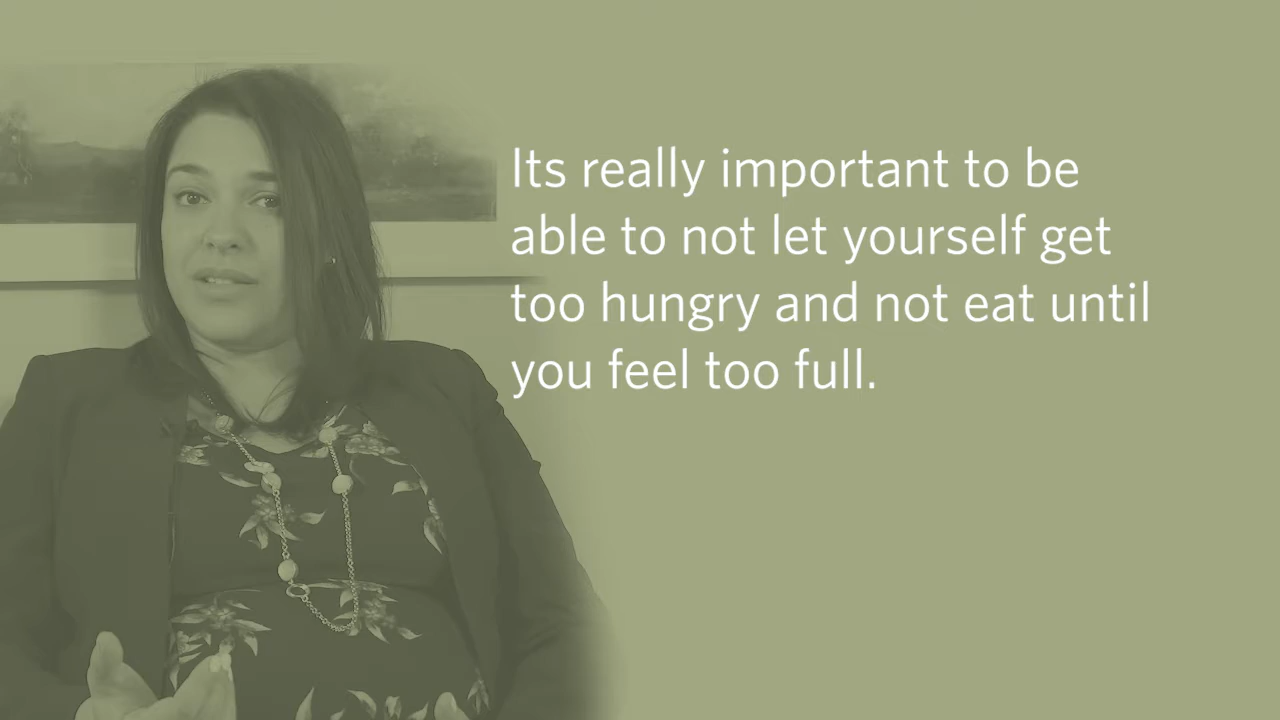 Its really important to be
able to not let yourself get
too hungry and not eat until
you feel too full.